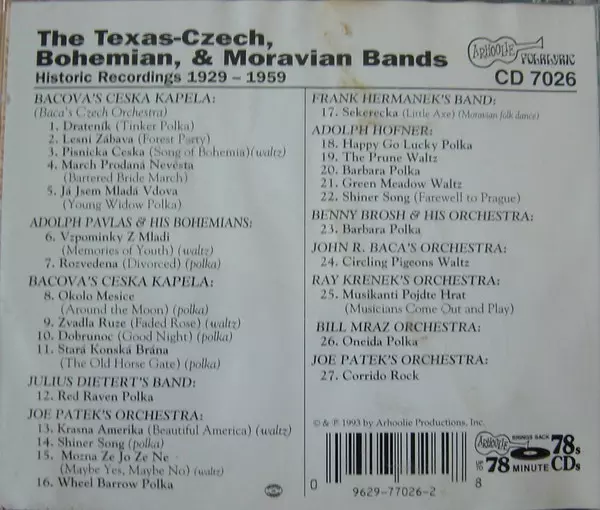 The Texas-Czech,
Bohemian, & Moravian Bands
Historic Recordings 1929 – 1959
ARHOOLIE
FOLKLYRIC
CD 7026
BACOVA'S CESKA KAPELA:
(Baca's Czech Orchestra)
1. Drateník (Tinker Polka)
2. Lesní Zábava (Forest Party)
3. Pisnicka Ceska (Song of Bohemia) (waltz)
4. March Prodaná Nevesta
(Bartered Bride March)
5. Já Jsem Mladá Vdova
(Young Widow Polka)
ADOLPH PAVLAS & HIS BOHEMIANS:
6. Vzpominky Z Mladi
(Memories of Youth) (waltz)
7. Rozvedena (Divorced) (polka)
BACOVA'S CESKA KAPELA:
8. Okolo Mesice
(Around the Moon) (polka)
9. Zvadla Ruze (Faded Rose) (waltz)
10. Dobrunoc (Good Night) (polka)
11. Stará Konská Brána
(The Old Horse Gate) (polka)
JULIUS DIETERT'S BAND:
12. Red Raven Polka
JOE PATEK'S ORCHESTRA:
13. Krasna Amerika (Beautiful America) (waltz)
14. Shiner Song (polka)
15. Mozna Ze Jo Ze Ne
(Maybe Yes, Maybe No) (waltz)
16. Wheel Barrow Polka
FRANK HERMANEK'S BAND:
17. Sekerecka (Little Axe) (Moravian folk dance)
ADOLPH HOFNER:
18. Happy Go Lucky Polka
19. The Prune Waltz
20. Barbara Polka
21. Green Meadow Waltz
22. Shiner Song (Farewell to Prague)
BENNY BROSH & HIS ORCHESTRA:
23. Barbara Polka
JOHN R. BACA'S ORCHESTRA:
24. Circling Pigeons Waltz
RAY KRENEK'S ORCHESTRA:
25. Musikanti Pojdte Hrat
(Musicians Come Out and Play)
BILL MRAZ ORCHESTRA:
26. Oneida Polka
JOE PATEK'S ORCHESTRA:
27. Corrido Rock
© & ℗ 1993 by Arhoolie Productions, Inc.
0 9629-77026-2 8
ARHOOLIE BRINGS BACK 78s
UP TO 78 MINUTE CDs